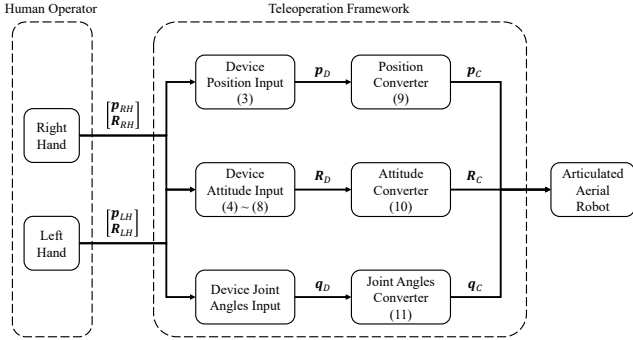 Human Operator
Teleoperation Framework
Right
Hand
Left
Hand
[p_RH
R_RH]
[p_LH
R_LH]
Device
Position Input
(3)
p_D
Position
Converter
(9)
p_C
Device
Attitude Input
(4) ~ (8)
R_D
Attitude
Converter
(10)
R_C
Device Joint
Angles Input
q_D
Joint Angles
Converter
(11)
q_C
Articulated
Aerial
Robot